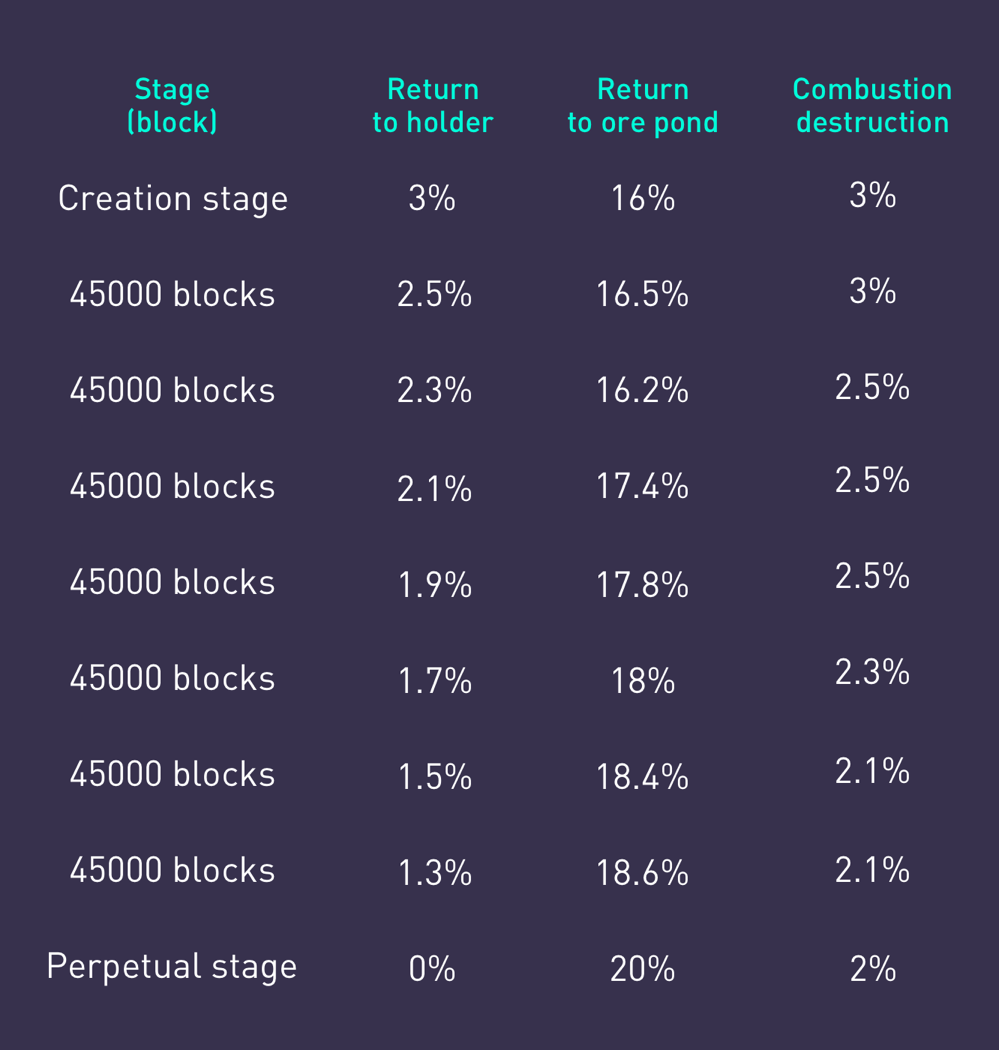 Stage Return Return Combustion
(block) to holder to ore pond destruction
Creation stage 3% 16% 3%
45000 blocks 2.5% 16.5% 3%
45000 blocks 2.3% 16.2% 2.5%
45000 blocks 2.1% 17.4% 2.5%
45000 blocks 1.9% 17.8% 2.5%
45000 blocks 1.7% 18% 2.3%
45000 blocks 1.5% 18.4% 2.1%
45000 blocks 1.3% 18.6% 2.1%
Perpetual stage 0% 20% 2%